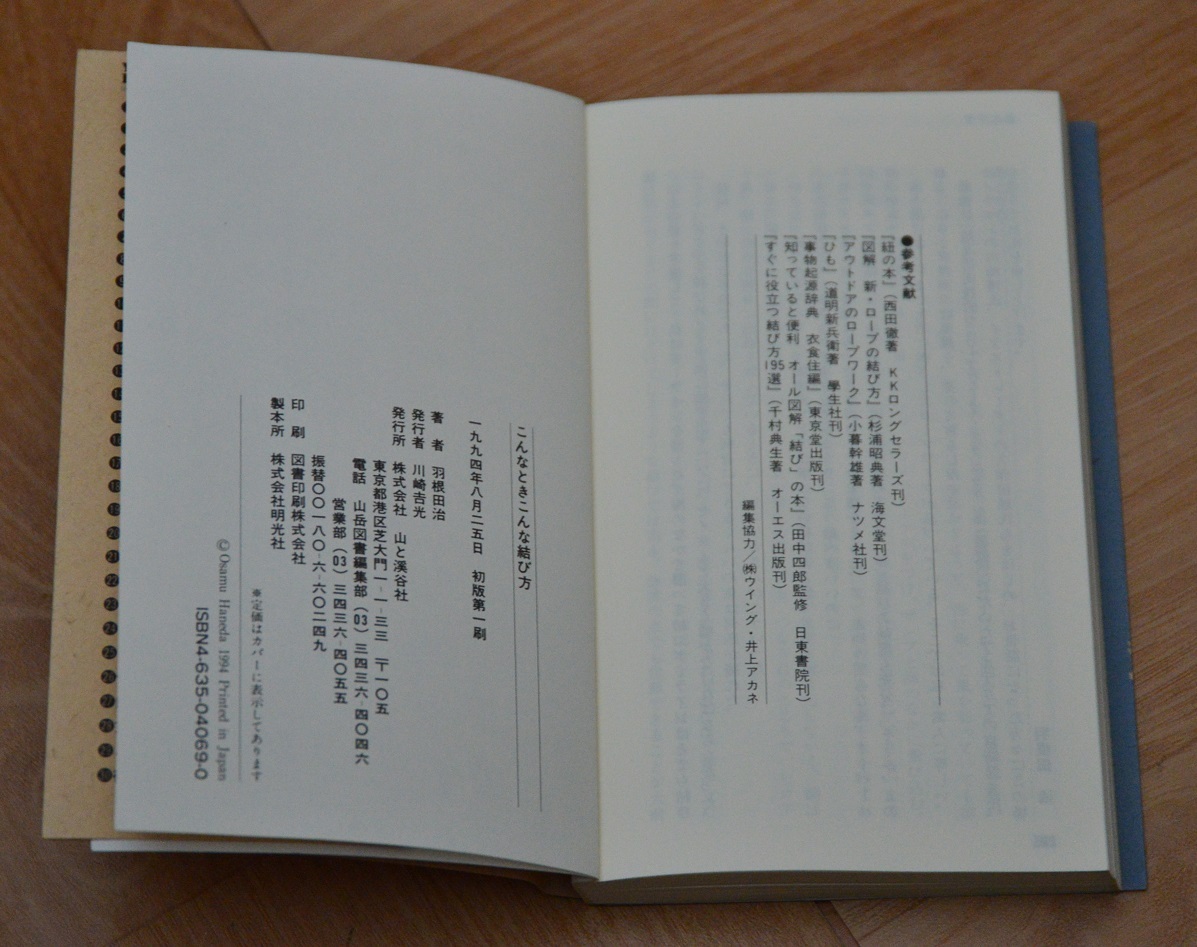 ●参考文献
『紐の本』(西田徹著　KKロングセラーズ刊)
『図解　新・ロープの結び方』(杉浦昭典著　海文堂刊)
『アウトドアのロープワーク』(小暮幹雄著　ナツメ社刊)
『ひも』(道明新兵衛著　學生社刊)
『事物起源辞典　衣食住編』(東京堂出版刊)
『知っていると便利　オール図解「結び」の本』(田中四郎監修　日東書院刊)
『すぐに役立つ結び方195選』(千村典生著　オーエス出版刊)
編集協力／㈱ウイング・井上アカネ
こんなときこんな結び方
一九九四年八月二五日　初版第一刷
著　者　羽根田治
発行者　川崎吉光
発行所　株式会社　山と溪谷社
東京都港区芝大門一-一-三三　〒一〇五
電話　山岳図書編集部(03)三四三六-四〇四六
営業部(03)三四三六-四〇五五
振替〇〇一八〇-六-六〇二四九
印　刷　図書印刷株式会社
製本所　株式会社明光社
※定価はカバーに表示してあります
©Osamu Haneda 1994 Printed in Japan
ISBN4-635-04069-0